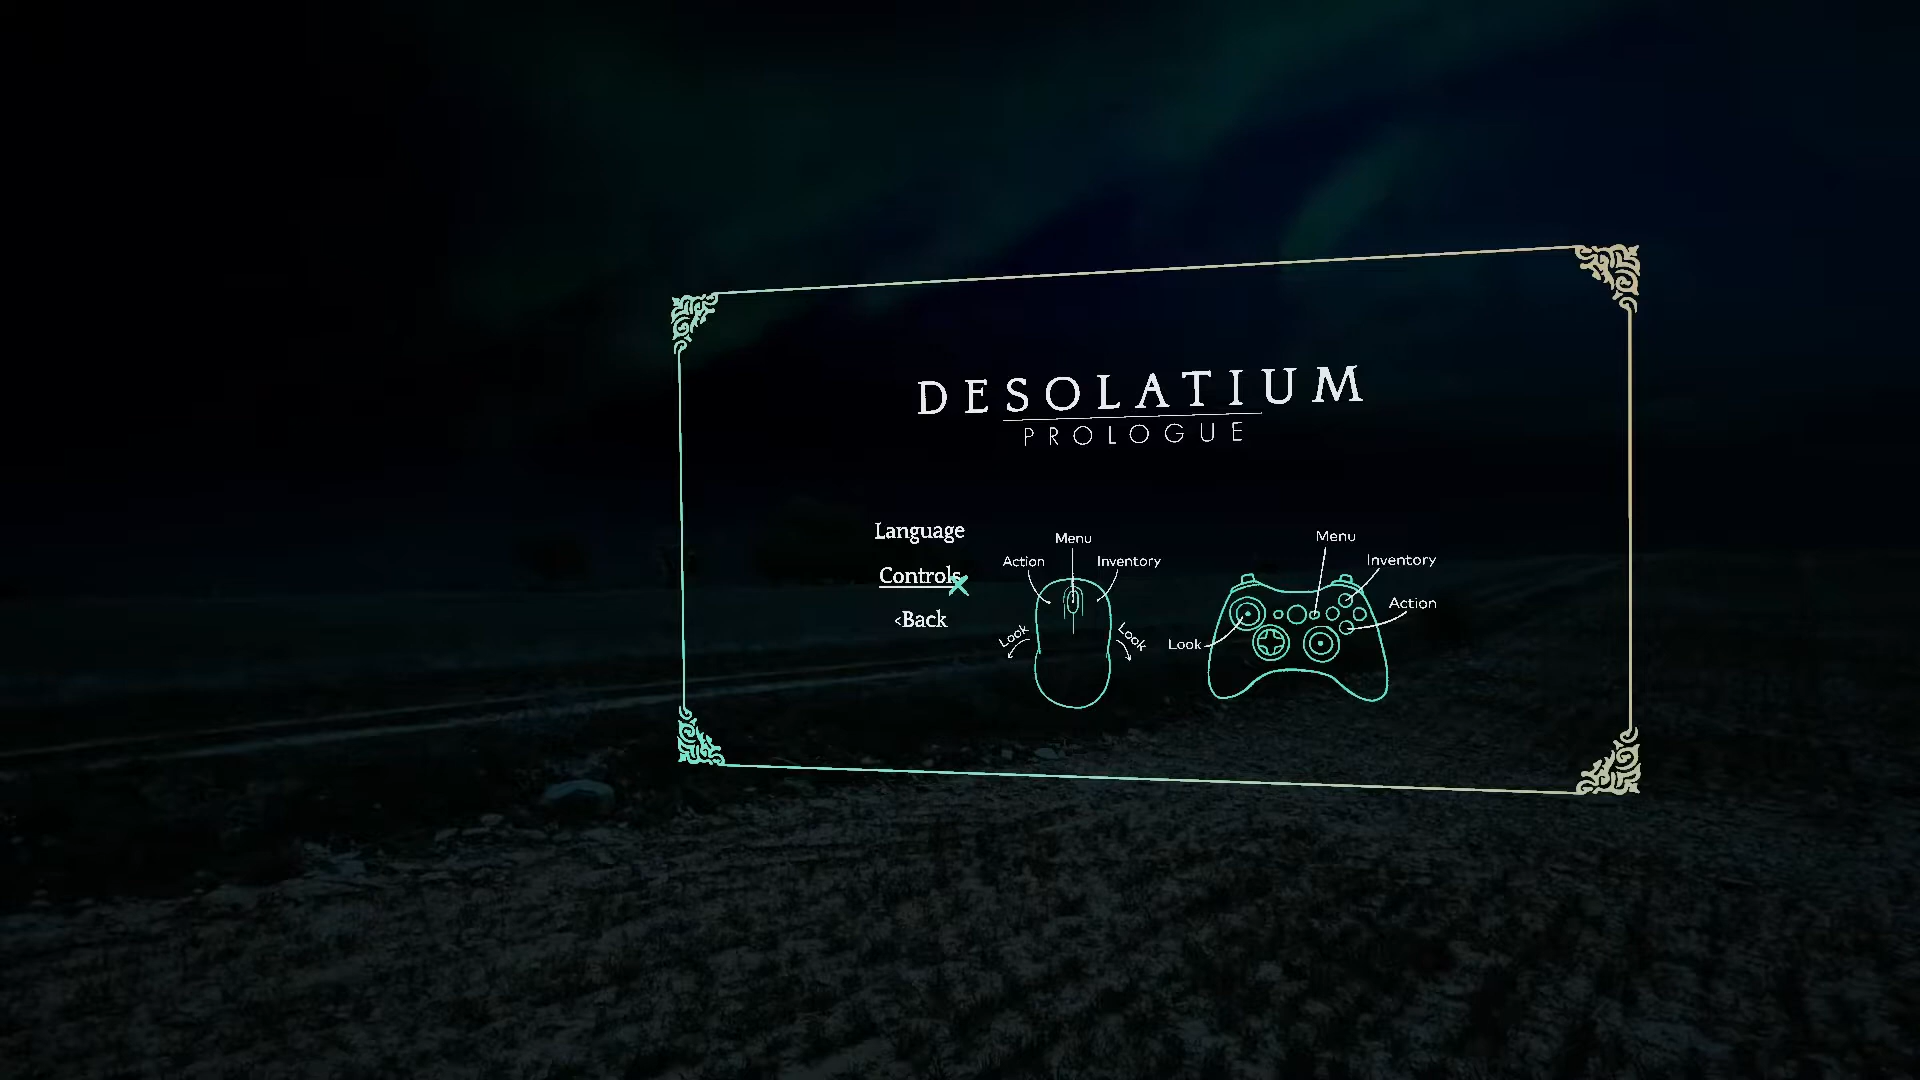 DESOLATIUM
PROLOGUE
Language
Controls
<Back
Menu
Action
Inventory
Look
Look
Menu
Inventory
Action
Look